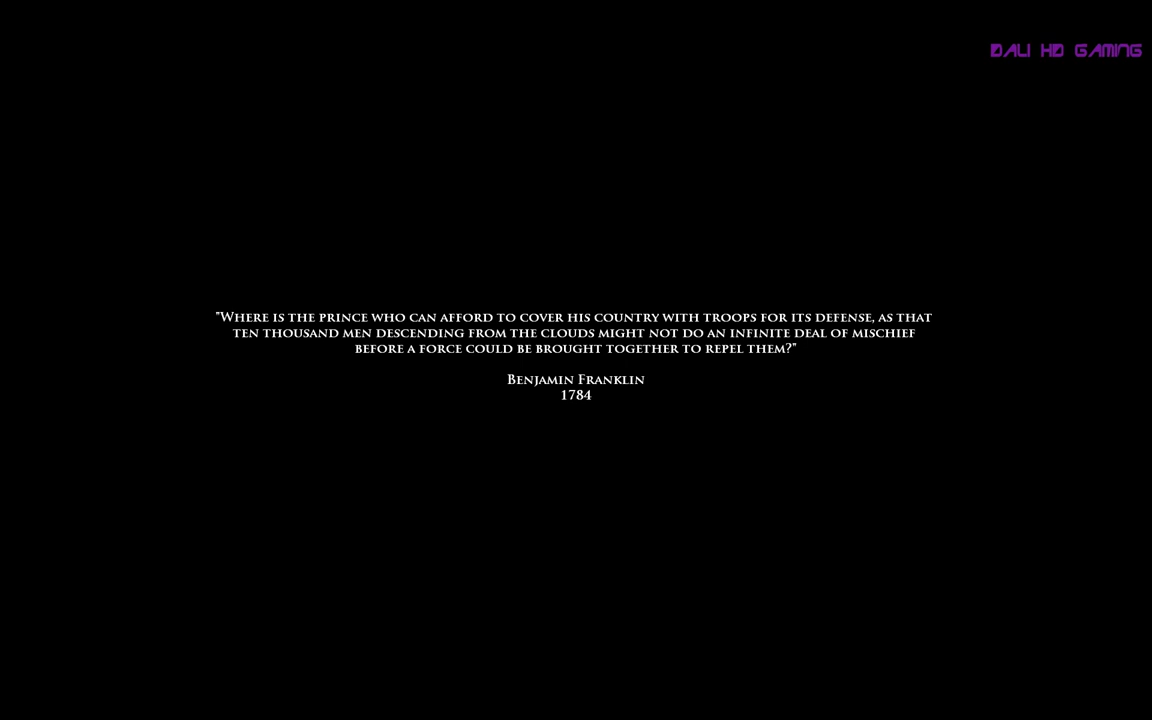 DALI HD GAMING
"Where is the prince who can afford to cover his country with troops for its defense, as that
ten thousand men descending from the clouds might not do an infinite deal of mischief
before a force could be brought together to repel them?"
Benjamin Franklin
1784